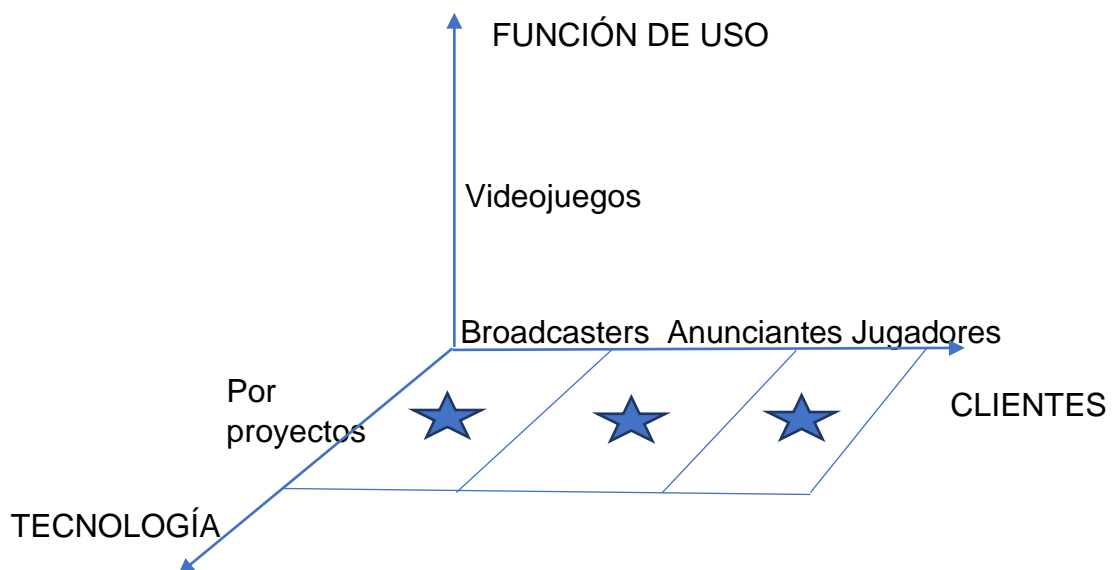 FUNCIÓN DE USO
Videojuegos
Broadcasters Anunciantes Jugadores
Por
proyectos
CLIENTES
TECNOLOGÍA